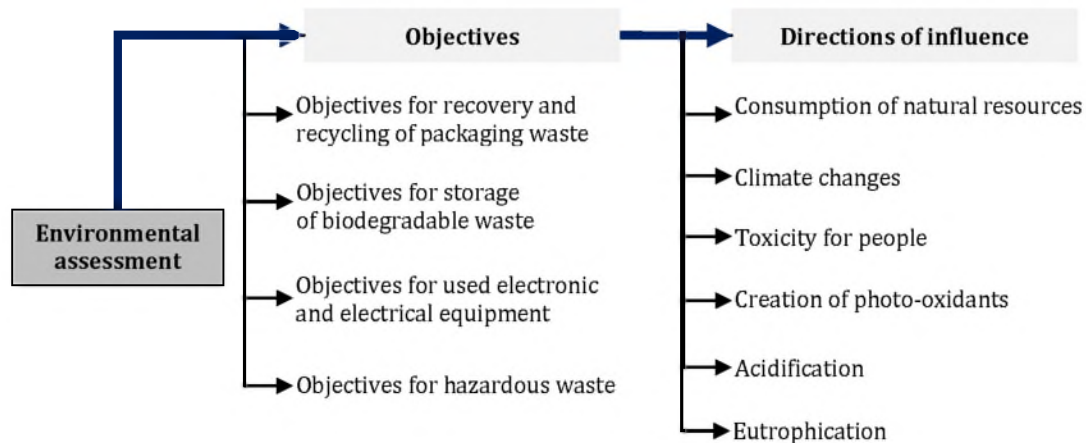 Environmental
assessment
Objectives
Objectives for recovery and
recycling of packaging waste
Objectives for storage
of biodegradable waste
Objectives for used electronic
and electrical equipment
Objectives for hazardous waste
Directions of influence
Consumption of natural resources
Climate changes
Toxicity for people
Creation of photo-oxidants
Acidification
Eutrophication